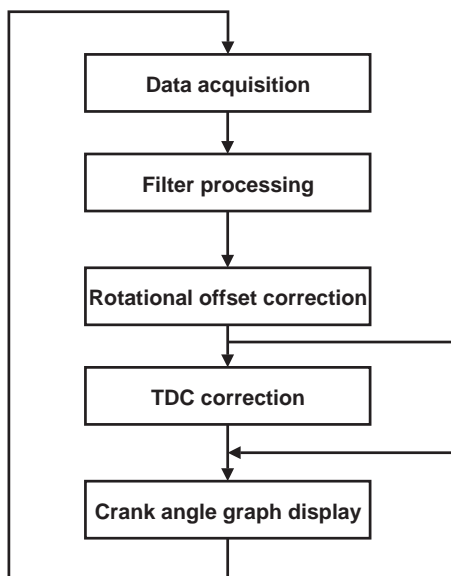 Data acquisition
Filter processing
Rotational offset correction
TDC correction
Crank angle graph display